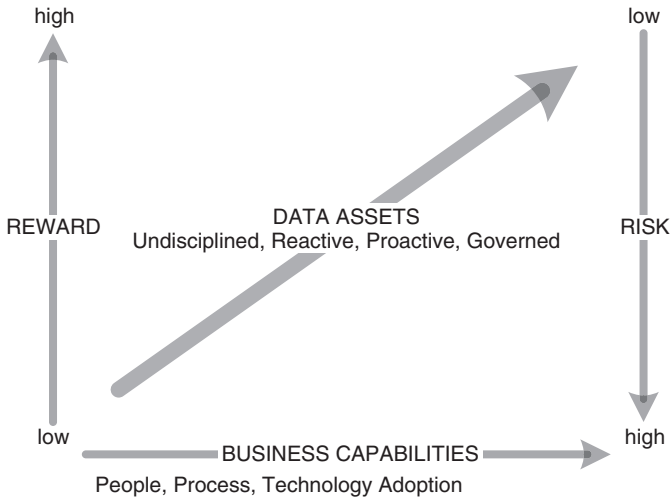 high
low
REWARD
DATA ASSETS
Undisciplined, Reactive, Proactive, Governed
RISK
low
high
BUSINESS CAPABILITIES
People, Process, Technology Adoption